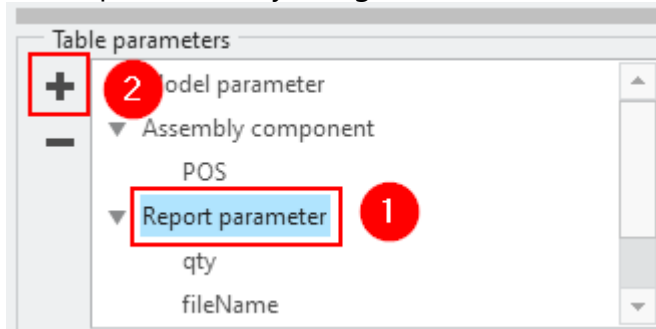 Table parameters
2
odel parameter
Assembly component
POS
Report parameter
1
qty
fileName